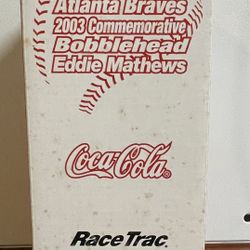 Atlanta Braves
2003 Commemorative
Bobblehead
Eddie Mathews
Coca-Cola®
RaceTrac.